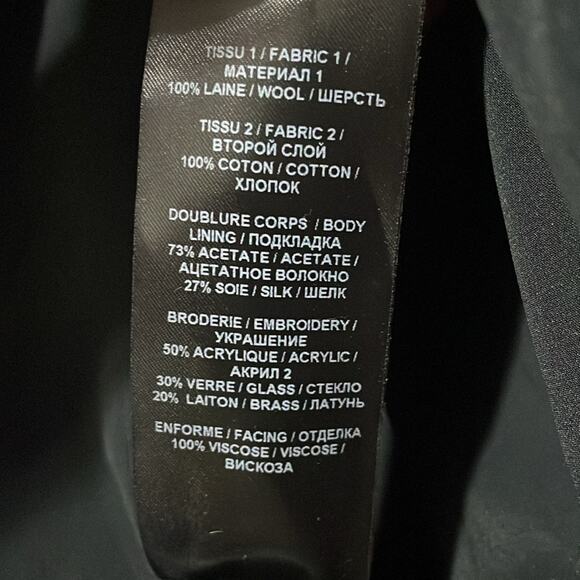 TISSU 1 / FABRIC 1 /
МАТЕРИАЛ 1
100% LAINE / WOOL / ШЕРСТЬ
TISSU 2 / FABRIC 2 /
ВТОРОЙ СЛОЙ
100% COTON / COTTON /
ХЛОПОК
DOUBLURE CORPS / BODY
LINING / ПОДКЛАДКА
73% ACETATE / ACETATE /
АЦЕТАТНОЕ ВОЛОКНО
27% SOIE / SILK / ШЕЛК
BRODERIE / EMBROIDERY /
УКРАШЕНИЕ
50% ACRYLIQUE / ACRYLIC /
АКРИЛ 2
30% VERRE / GLASS / СТЕКЛО
20% LAITON / BRASS / ЛАТУНЬ
ENFORME / FACING / ОТДЕЛКА
100% VISCOSE / VISCOSE /
ВИСКОЗА